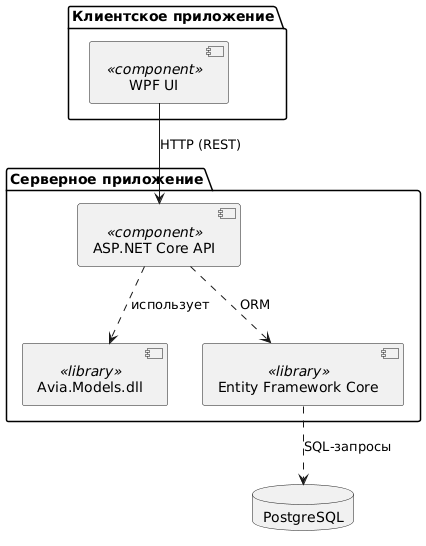 Клиентское приложение
«component»
WPF UI
HTTP (REST)
Серверное приложение
«component»
ASP.NET Core API
использует
ORM
«library»
Avia.Models.dll
«library»
Entity Framework Core
SQL-запросы
PostgreSQL